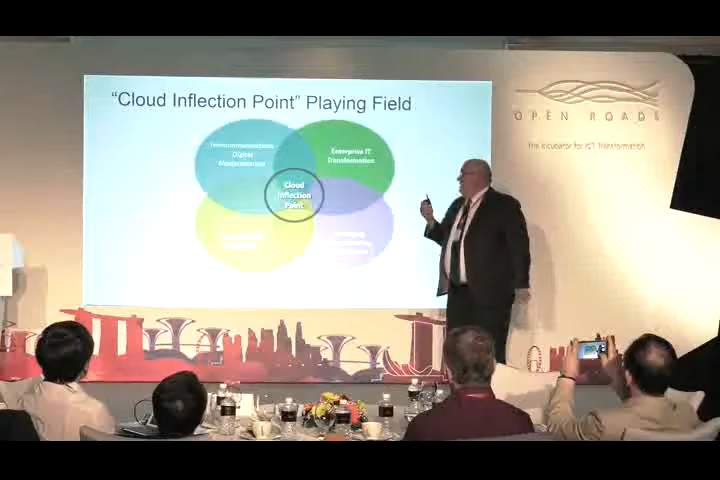 “Cloud Inflection Point” Playing Field
Telecommunications
Digital
Modernization
Enterprise IT
Transformation
Cloud
Inflection
Point
OPEN ROADS
The Incubator for ICT Transformation